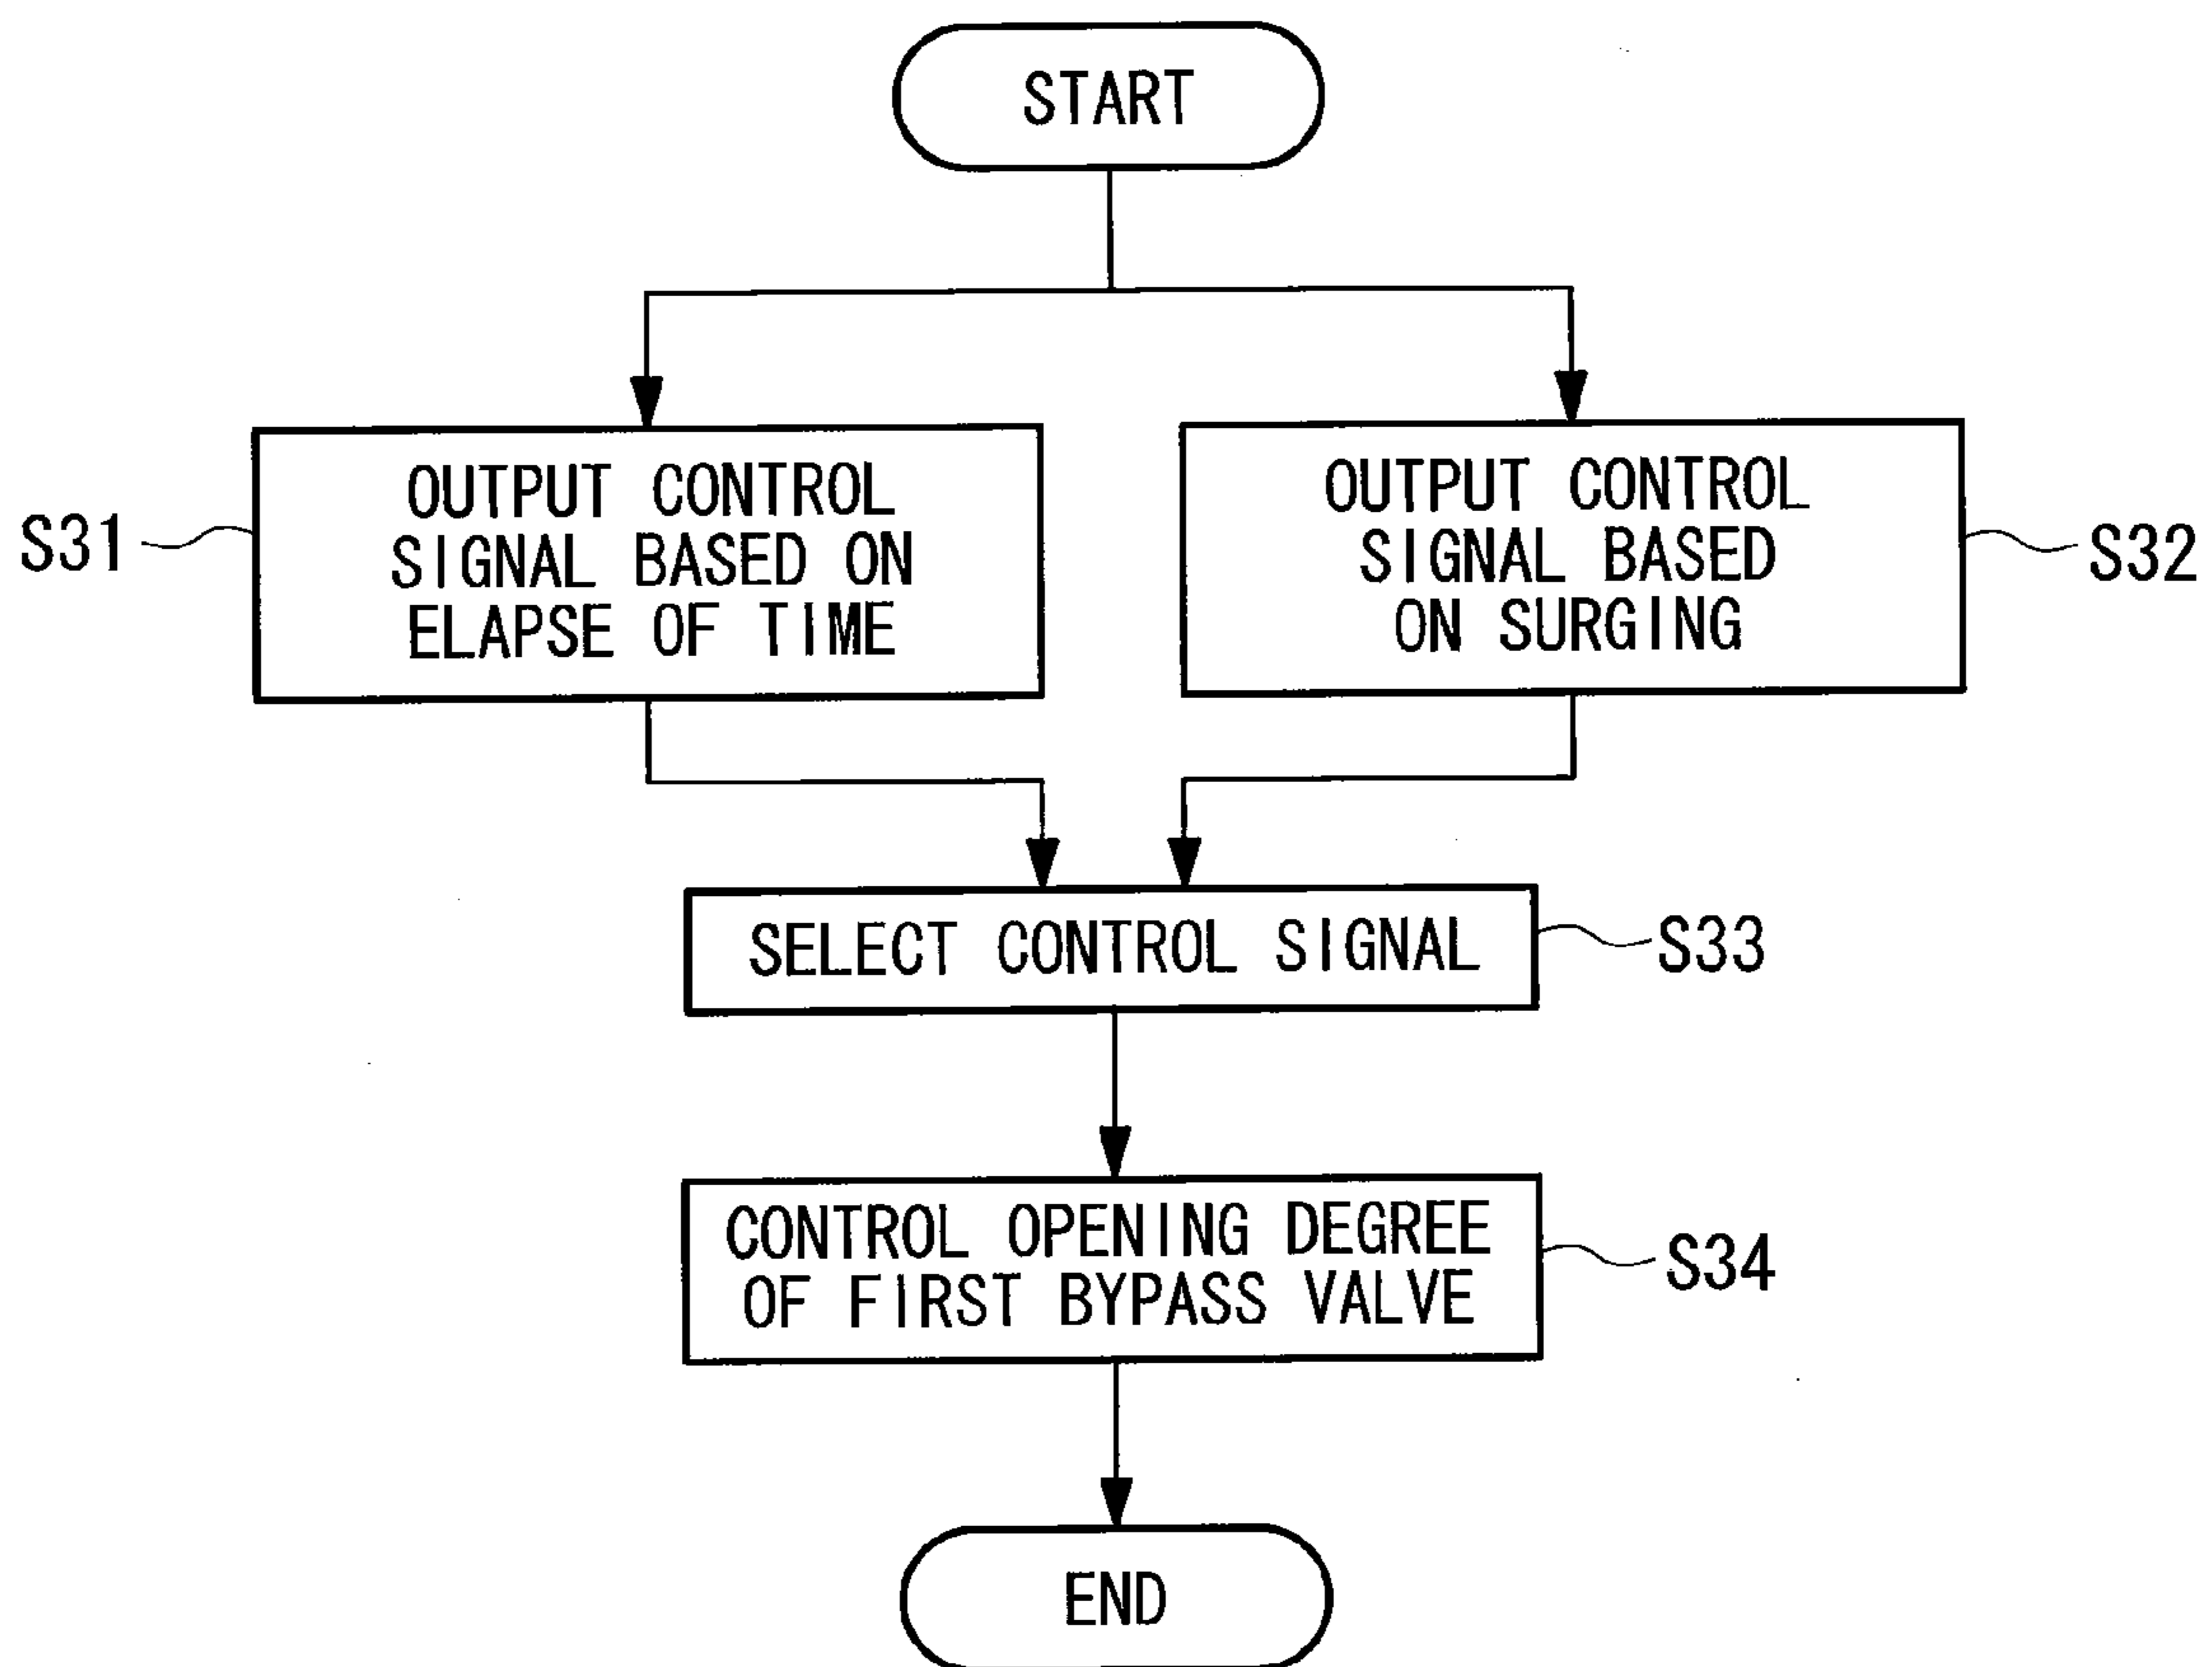 START
OUTPUT CONTROL
SIGNAL BASED ON
ELAPSE OF TIME
S31
OUTPUT CONTROL
SIGNAL BASED
ON SURGING
S32
SELECT CONTROL SIGNAL
S33
CONTROL OPENING DEGREE
OF FIRST BYPASS VALVE
S34
END